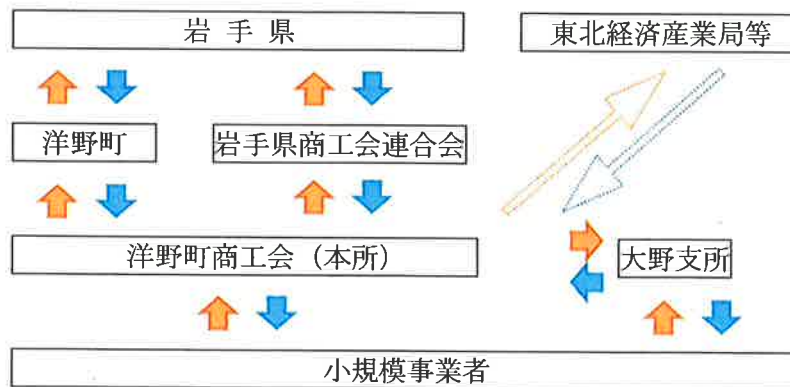 岩手県
東北経済産業局等
洋野町
岩手県商工会連合会
洋野町商工会（本所）
大野支所
小規模事業者